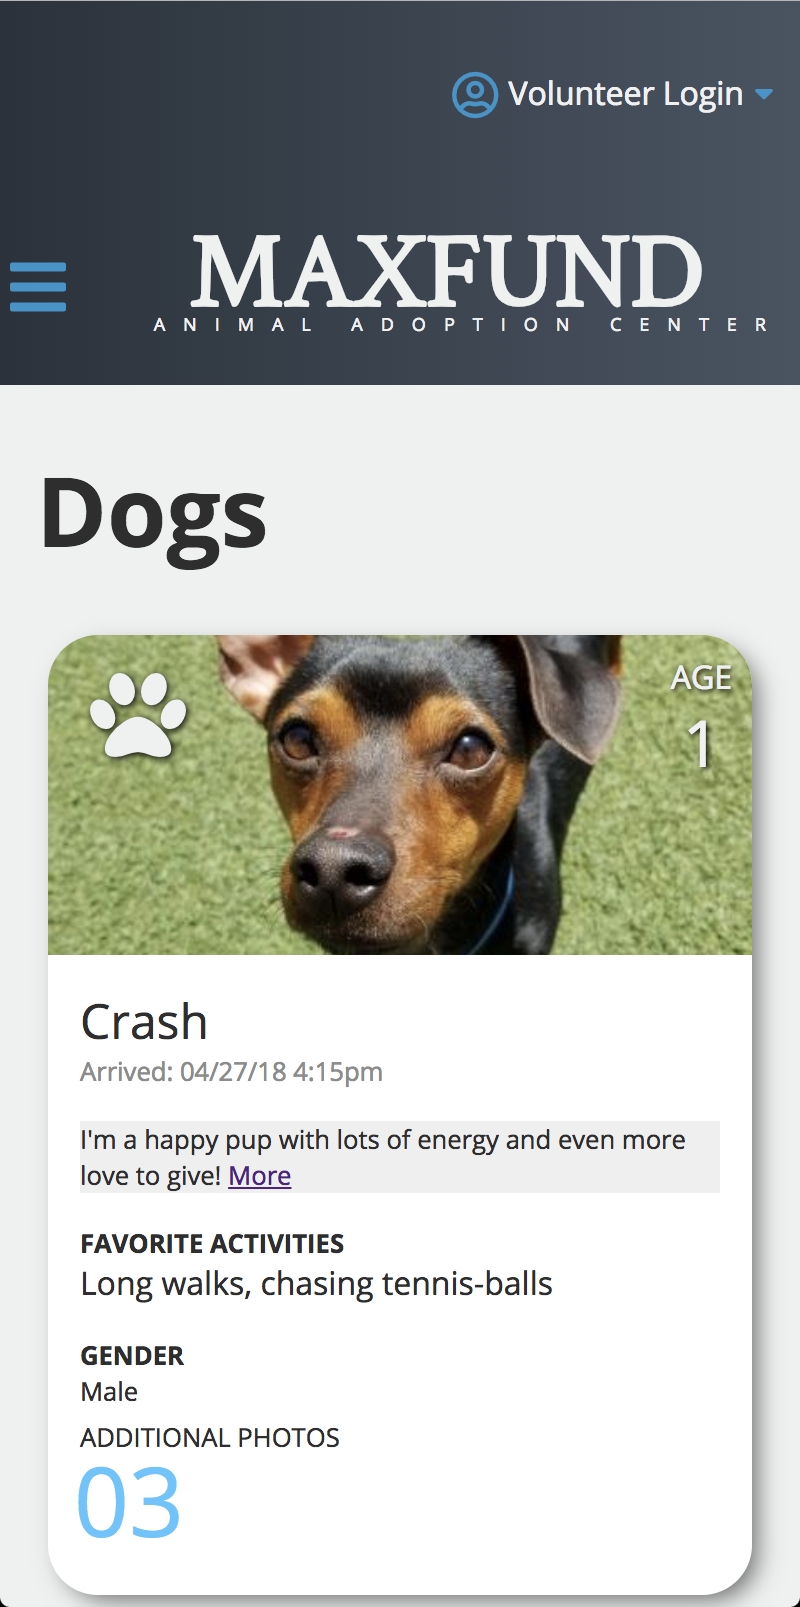 Volunteer Login
MAXFUND
ANIMAL ADOPTION CENTER
Dogs
AGE
1
Crash
Arrived: 04/27/18 4:15pm
I'm a happy pup with lots of energy and even more
love to give! More
FAVORITE ACTIVITIES
Long walks, chasing tennis-balls
GENDER
Male
ADDITIONAL PHOTOS
03